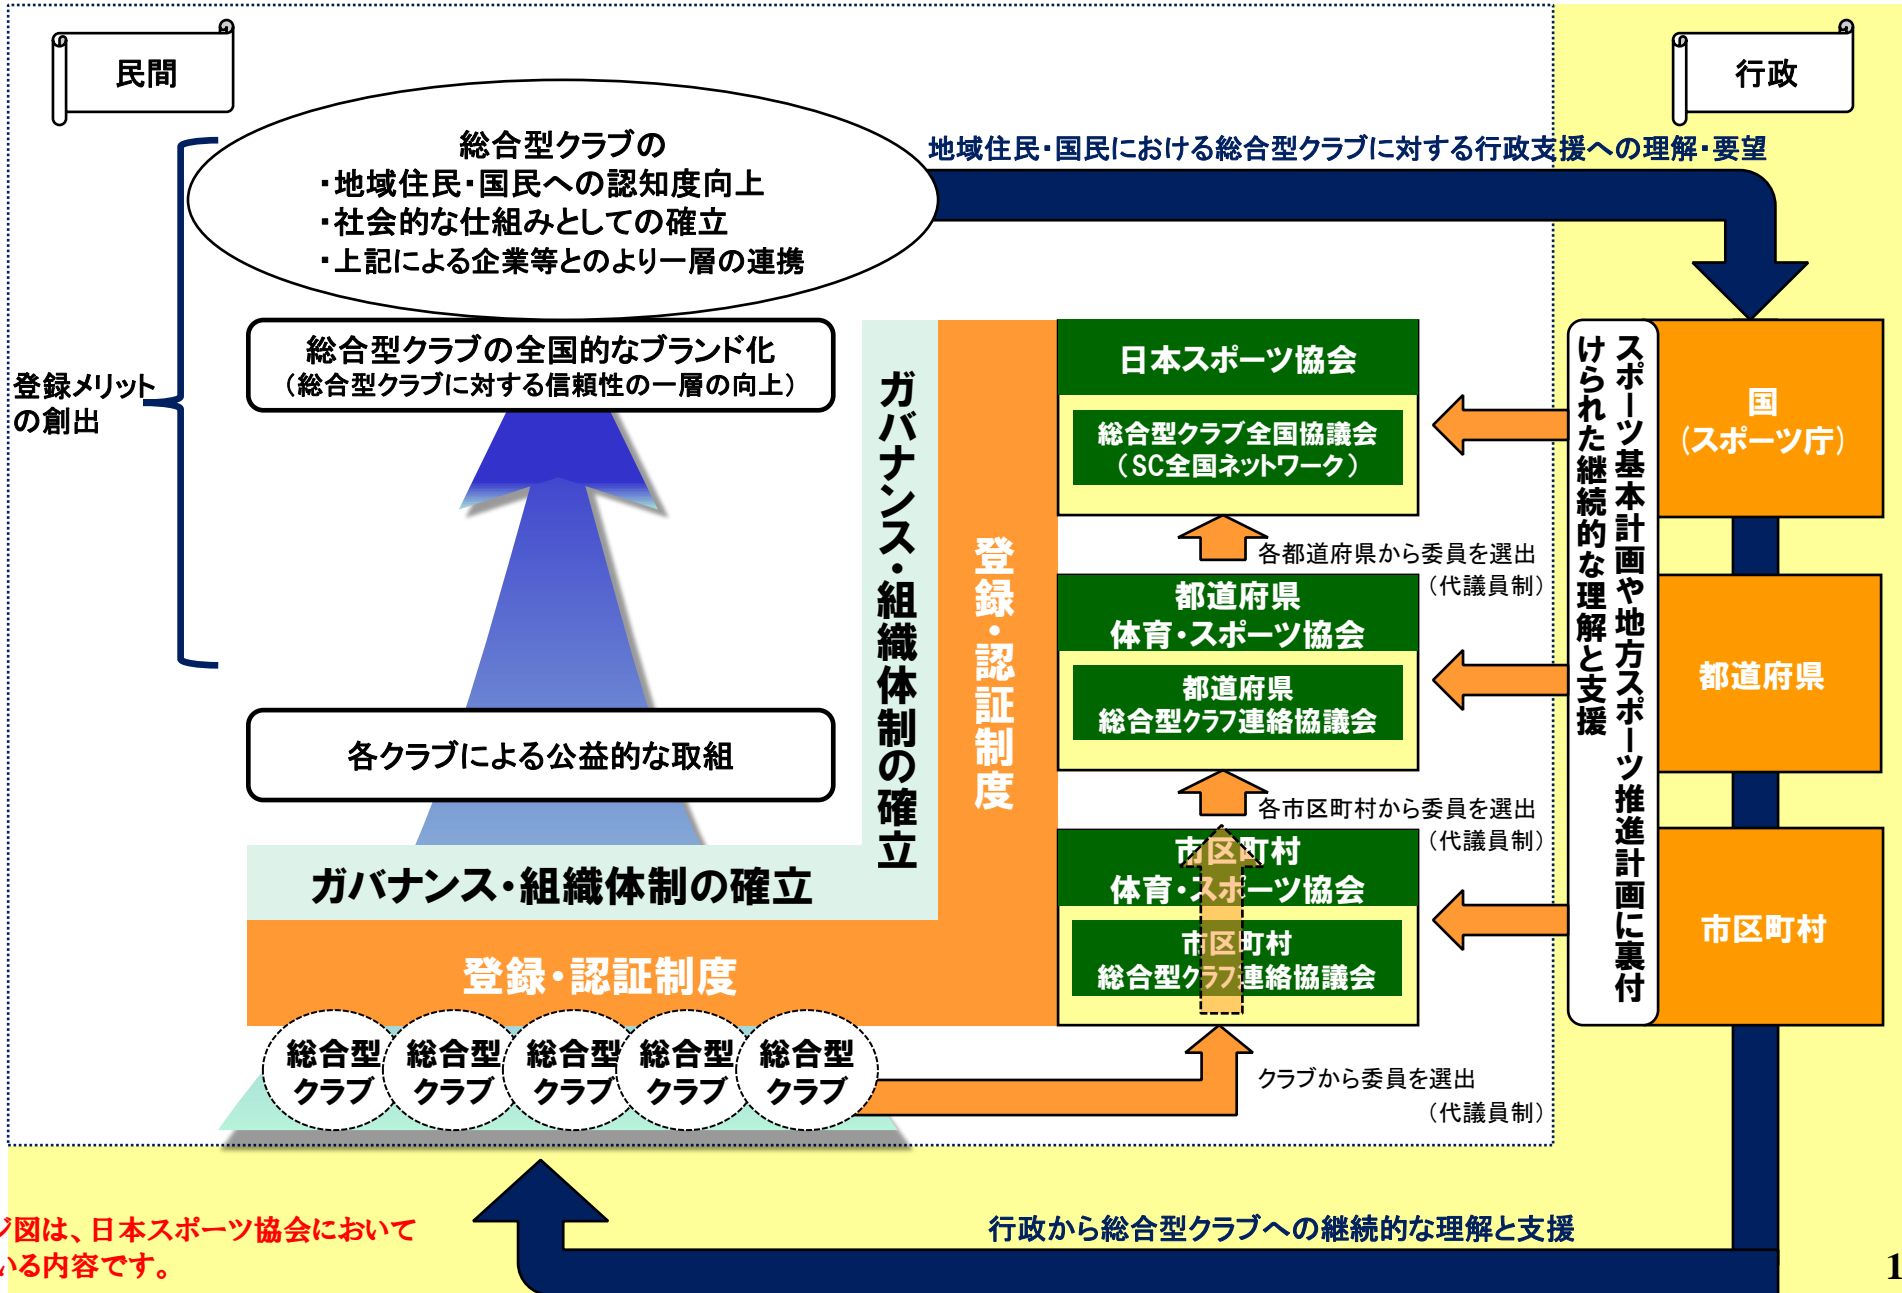 民間
行政
総合型クラブの
・地域住民・国民への認知度向上
・社会的な仕組みとしての確立
・上記による企業等とのより一層の連携
地域住民・国民における総合型クラブに対する行政支援への理解・要望
登録メリット
の創出
総合型クラブの全国的なブランド化
（総合型クラブに対する信頼性の一層の向上）
各クラブによる公益的な取組
ガバナンス・組織体制の確立
登録・認証制度
ガバナンス・組織体制の確立
登録・認証制度
日本スポーツ協会
総合型クラブ全国協議会
（SC全国ネットワーク）
各都道府県から委員を選出
（代議員制）
都道府県
体育・スポーツ協会
都道府県
総合型クラブ連絡協議会
各市区町村から委員を選出
（代議員制）
市区町村
体育・スポーツ協会
市区町村
総合型クラブ連絡協議会
クラブから委員を選出
（代議員制）
スポーツ基本計画や地方スポーツ推進計画に裏付
けられた継続的な理解と支援
国
（スポーツ庁）
都道府県
市区町村
総合型
クラブ
総合型
クラブ
総合型
クラブ
総合型
クラブ
総合型
クラブ
行政から総合型クラブへの継続的な理解と支援
ジ図は、日本スポーツ協会において
いる内容です。
1